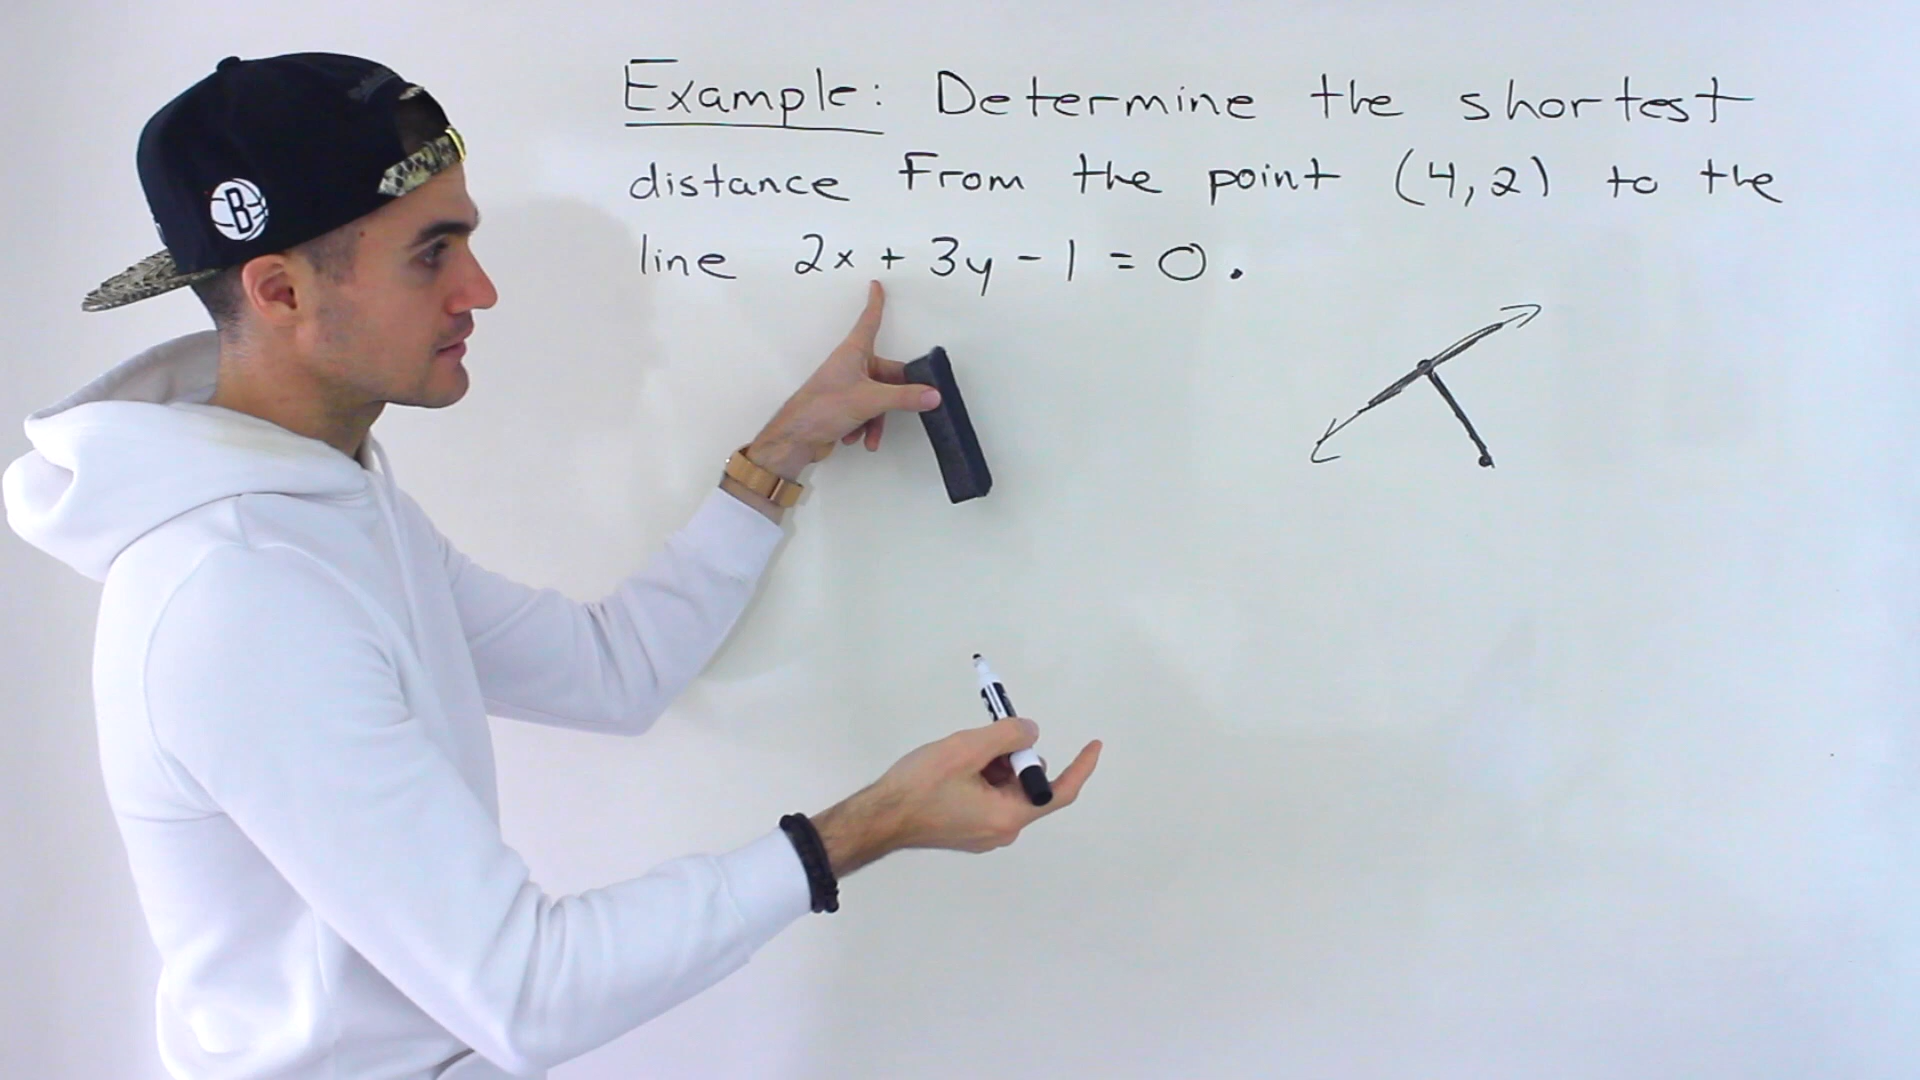 Example: Determine the shortest
distance from the point (4,2) to the
line 2x + 3y - 1 = 0.
B